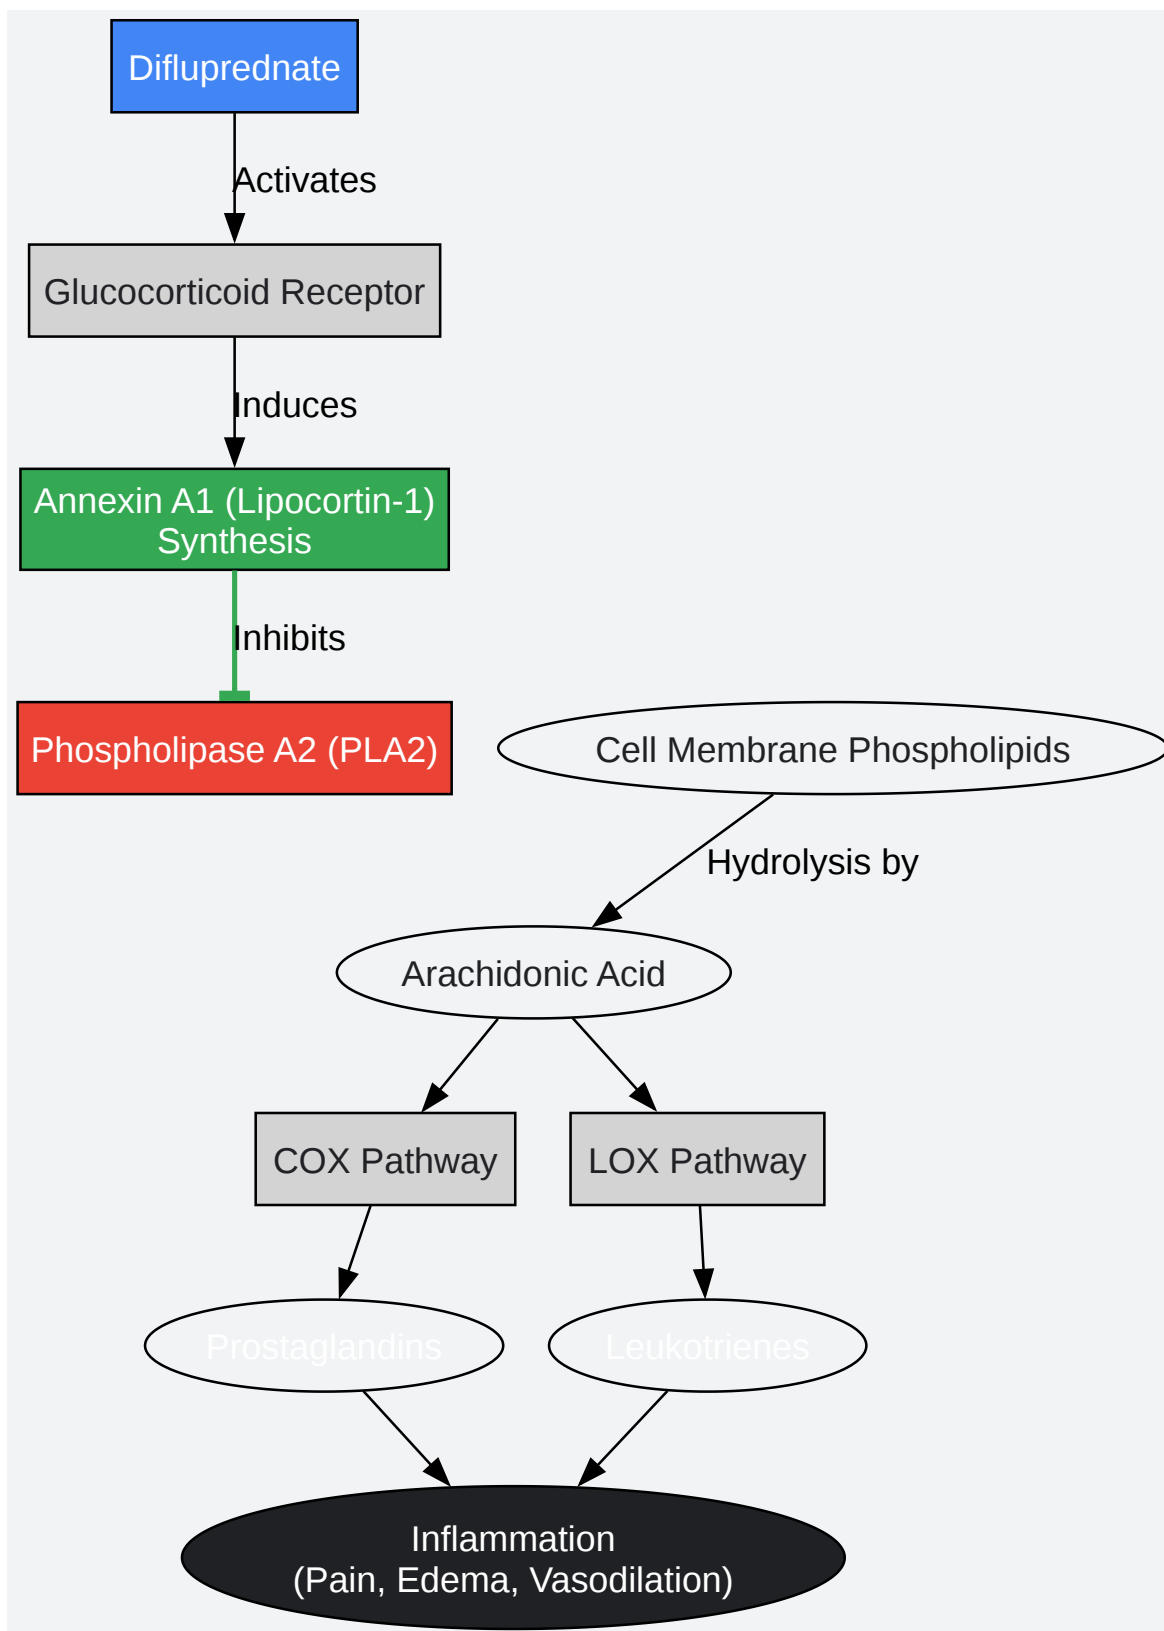 Difluprednate
Activates
Glucocorticoid Receptor
Induces
Annexin A1 (Lipocortin-1)
Synthesis
Inhibits
Phospholipase A2 (PLA2)
Cell Membrane Phospholipids
Hydrolysis by
Arachidonic Acid
COX Pathway
LOX Pathway
Prostaglandins
Leukotrienes
Inflammation
(Pain, Edema, Vasodilation)